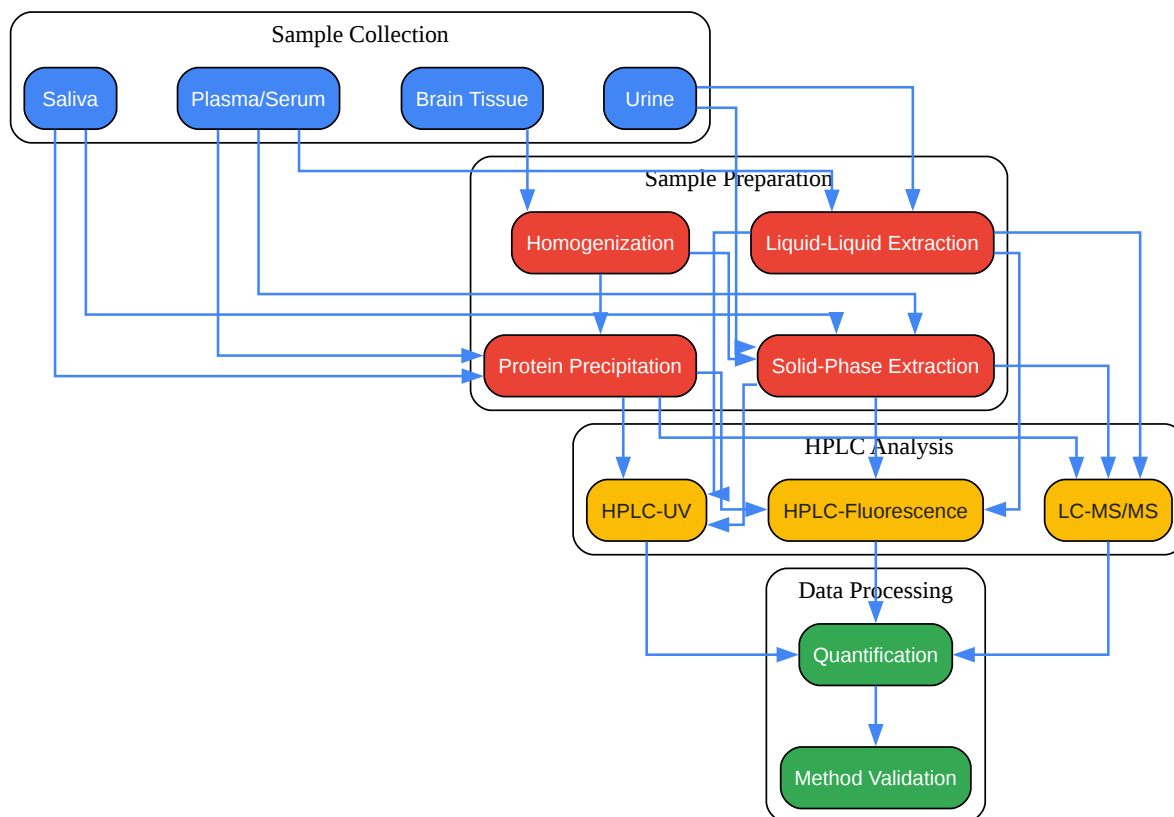 Sample Collection
Saliva
Plasma/Serum
Brain Tissue
Urine
Sample Preparation
Homogenization
Liquid-Liquid Extraction
Protein Precipitation
Solid-Phase Extraction
HPLC Analysis
HPLC-UV
HPLC-Fluorescence
LC-MS/MS
Data Processing
Quantification
Method Validation